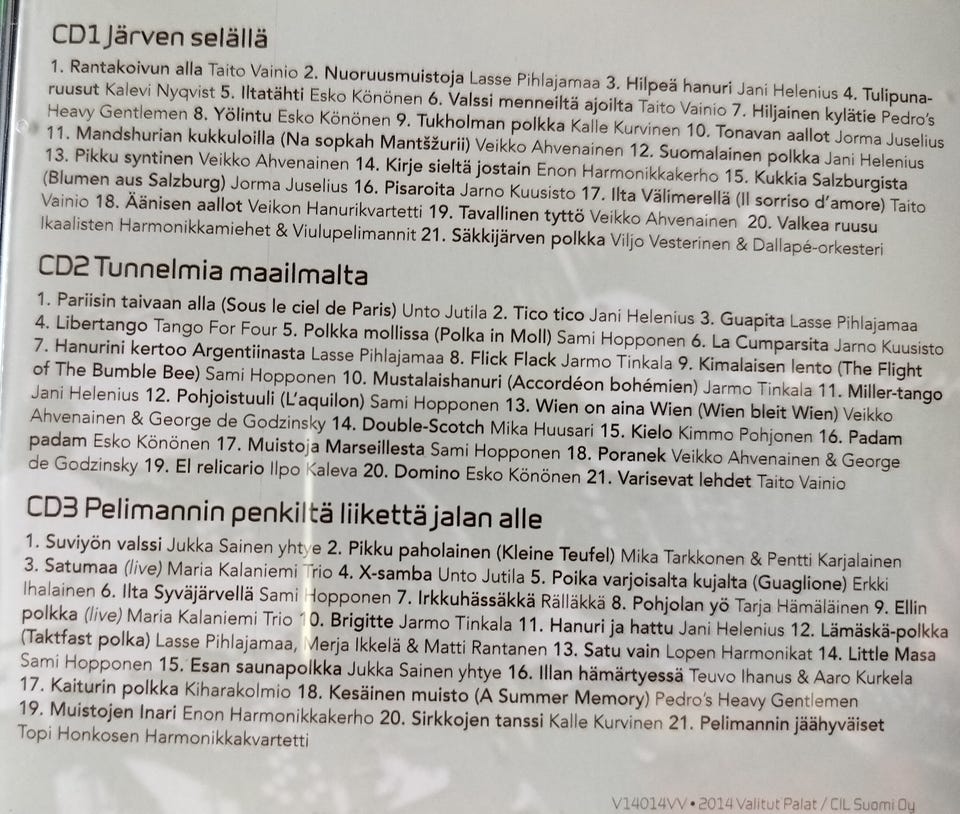 CD1 Järven selällä
1. Rantakoivun alla Taito Vainio 2. Nuoruusmuistoja Lasse Pihlajamaa 3. Hilpeä hanuri Jani Helenius 4. Tulipuna-
ruusut Kalevi Nyqvist 5. Iltatähti Esko Könönen 6. Valssi menneiltä ajoilta Taito Vainio 7. Hiljainen kylätie Pedro's
Heavy Gentlemen 8. Yölintu Esko Könönen 9. Tukholman polkka Kalle Kurvinen 10. Tonavan aallot Jorma Juselius
11. Mandshurian kukkuloilla (Na sopkah Mantšžurii) Veikko Ahvenainen 12. Suomalainen polkka Jani Helenius
13. Pikku syntinen Veikko Ahvenainen 14. Kirje sieltä jostain Enon Harmonikkakerho 15. Kukkia Salzburgista
(Blumen aus Salzburg) Jorma Juselius 16. Pisaroita Jarno Kuusisto 17. Ilta Välimerellä (Il sorriso d'amore) Taito
Vainio 18. Äänisen aallot Veikon Hanurikvartetti 19. Tavallinen tyttö Veikko Ahvenainen 20. Valkea ruusu
Ikaalisten Harmonikkamiehet & Viulupelimannit 21. Säkkijärven polkka Viljo Vesterinen & Dallapé-orkesteri
CD2 Tunnelmia maailmalta
1. Pariisin taivaan alla (Sous le ciel de Paris) Unto Jutila 2. Tico tico Jani Helenius 3. Guapita Lasse Pihlajamaa
4. Libertango Tango For Four 5. Polkka mollissa (Polka in Moll) Sami Hopponen 6. La Cumparsita Jarno Kuusisto
7. Hanurini kertoo Argentiinasta Lasse Pihlajamaa 8. Flick Flack Jarmo Tinkala 9. Kimalaisen lento (The Flight
of The Bumble Bee) Sami Hopponen 10. Mustalaishanuri (Accordéon bohémien) Jarmo Tinkala 11. Miller-tango
Jani Helenius 12. Pohjoistuuli (L'aquilon) Sami Hopponen 13. Wien on aina Wien (Wien bleit Wien) Veikko
Ahvenainen & George de Godzinsky 14. Double-Scotch Mika Huusari 15. Kielo Kimmo Pohjonen 16. Padam
padam Esko Könönen 17. Muistoja Marseillesta Sami Hopponen 18. Poranek Veikko Ahvenainen & George
de Godzinsky 19. El relicario Ilpo Kaleva 20. Domino Esko Könönen 21. Varisevat lehdet Taito Vainio
CD3 Pelimannin penkiltä liikettä jalan alle
1. Suviyön valssi Jukka Sainen yhtye 2. Pikku paholainen (Kleine Teufel) Mika Tarkkonen & Pentti Karjalainen
3. Satumaa (live) Maria Kalaniemi Trio 4. X-samba Unto Jutila 5. Poika varjoisalta kujalta (Guaglione) Erkki
Ihalainen 6. Ilta Syväjärvellä Sami Hopponen 7. Irkkuhässäkkä Rälläkkä 8. Pohjolan yö Tarja Hämäläinen 9. Ellin
polkka (live) Maria Kalaniemi Trio 10. Brigitte Jarmo Tinkala 11. Hanuri ja hattu Jani Helenius 12. Lämäskä-polkka
(Taktfast polka) Lasse Pihlajamaa, Merja Ikkelä & Matti Rantanen 13. Satu vain Lopen Harmonikat 14. Little Masa
Sami Hopponen 15. Esan saunapolkka Jukka Sainen yhtye 16. Illan hämärtyessä Teuvo Ihanus & Aaro Kurkela
17. Kaiturin polkka Kiharakolmio 18. Kesäinen muisto (A Summer Memory) Pedro's Heavy Gentlemen
19. Muistojen Inari Enon Harmonikkakerho 20. Sirkkojen tanssi Kalle Kurvinen 21. Pelimannin jäähyväiset
Topi Honkosen Harmonikkakvartetti
V14014VV • 2014 Valitut Palat / CIL Suomi Oy